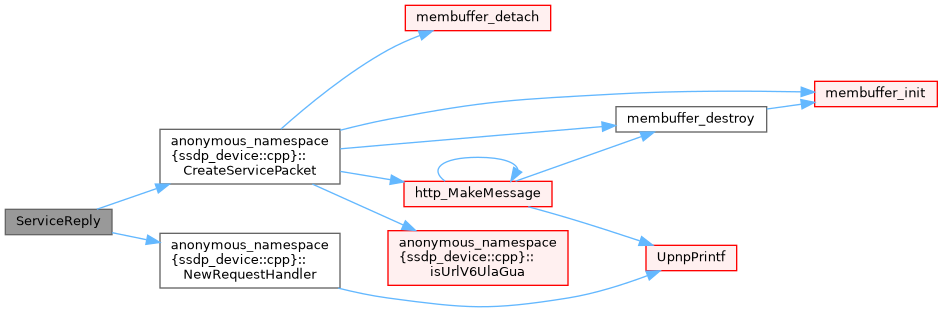 ServiceReply
anonymous_namespace
{ssdp_device::cpp}::
CreateServicePacket
anonymous_namespace
{ssdp_device::cpp}::
NewRequestHandler
membuffer_detach
http_MakeMessage
anonymous_namespace
{ssdp_device::cpp}::
isUrlV6UlaGua
membuffer_destroy
UpnpPrintf
membuffer_init